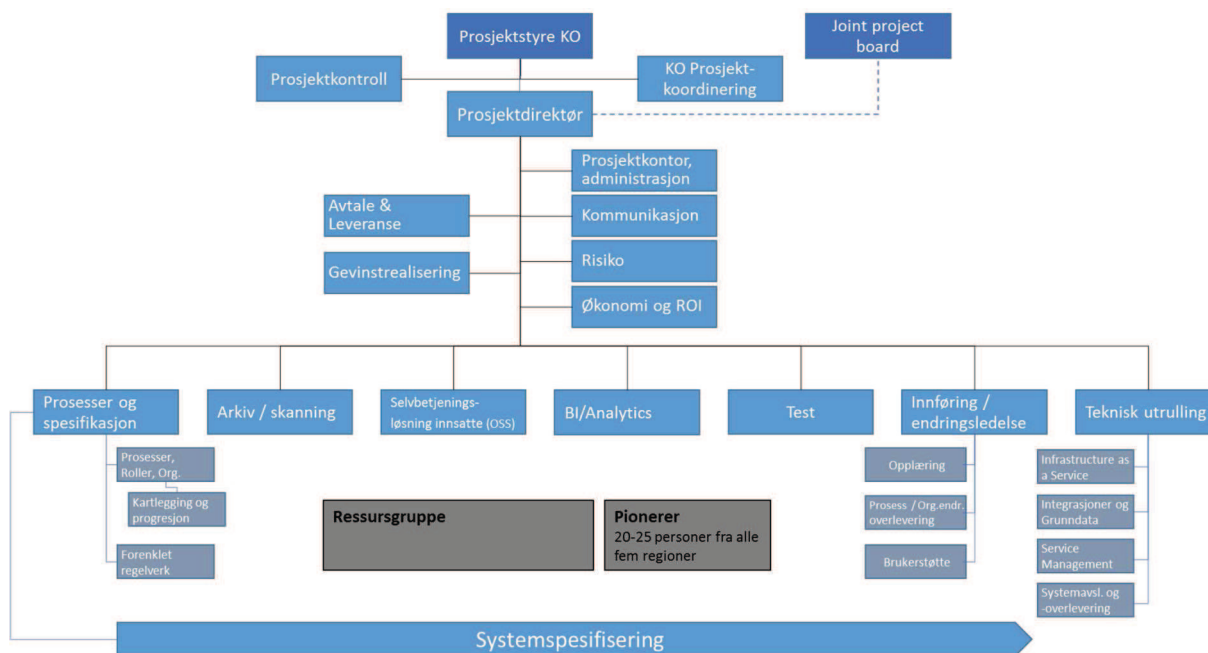 Prosjektstyre KO
Joint project
board
Prosjektkontroll
KO Prosjekt-
koordinering
Prosjektdirektør
Prosjektkontor,
administrasjon
Avtale &
Leveranse
Kommunikasjon
Gevinstrealisering
Risiko
Økonomi og ROI
Prosesser og
spesifikasjon
Arkiv / skanning
Selvbetjenings-
løsning innsatte (OSS)
BI/Analytics
Test
Innføring /
endringsledelse
Teknisk utrulling
Prosesser,
Roller, Org.
Kartlegging og
progresjon
Forenklet
regelverk
Ressursgruppe
Pionerer
20-25 personer fra alle
fem regioner
Opplæring
Prosess / Org.endr.
overlevering
Brukerstøtte
Infrastructure as
a Service
Integrasjoner og
Grunndata
Service
Management
Systemavsl. og
-overlevering
Systemspesifisering